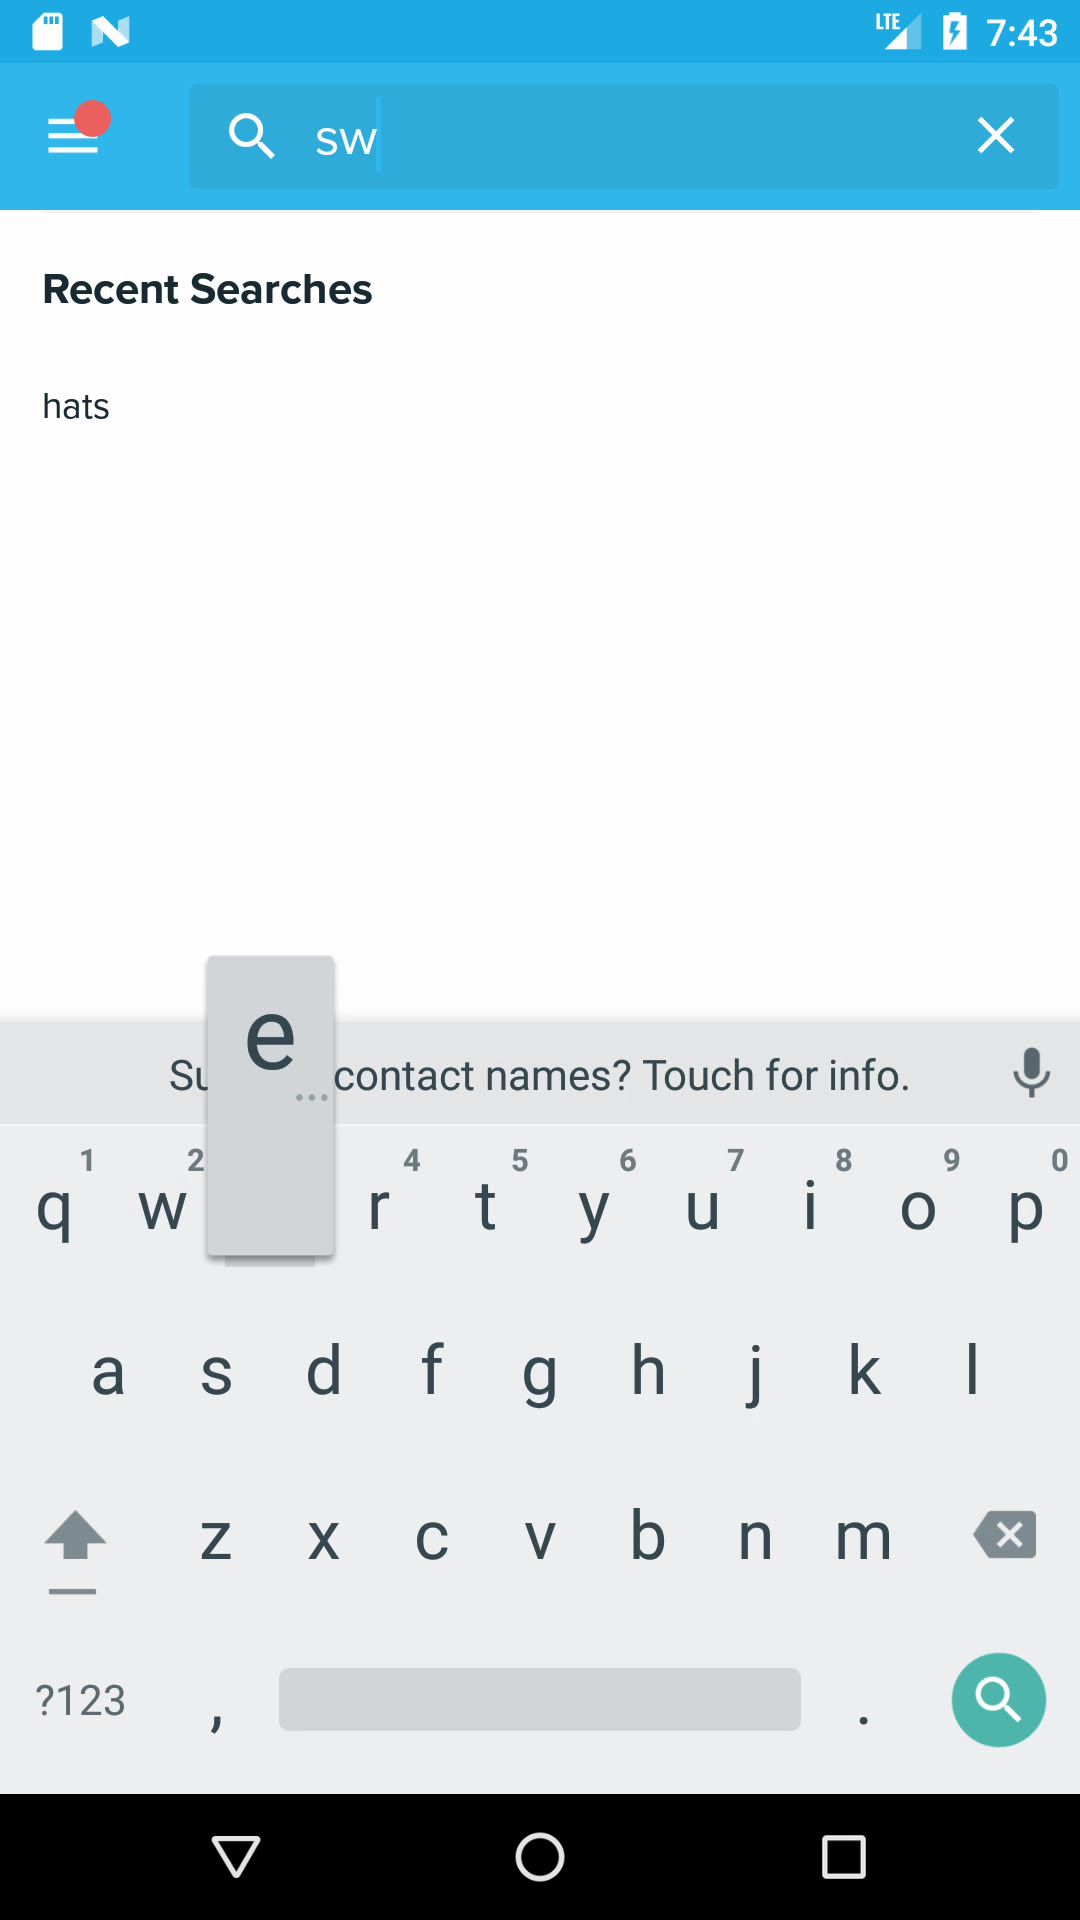 LTE 7:43
sw
Recent Searches
hats
e
contact names? Touch for info.
1 2 4 5 6 7 8 9 0
q w r t y u i o p
a s d f g h j k l
z x c v b n m
?123 , .